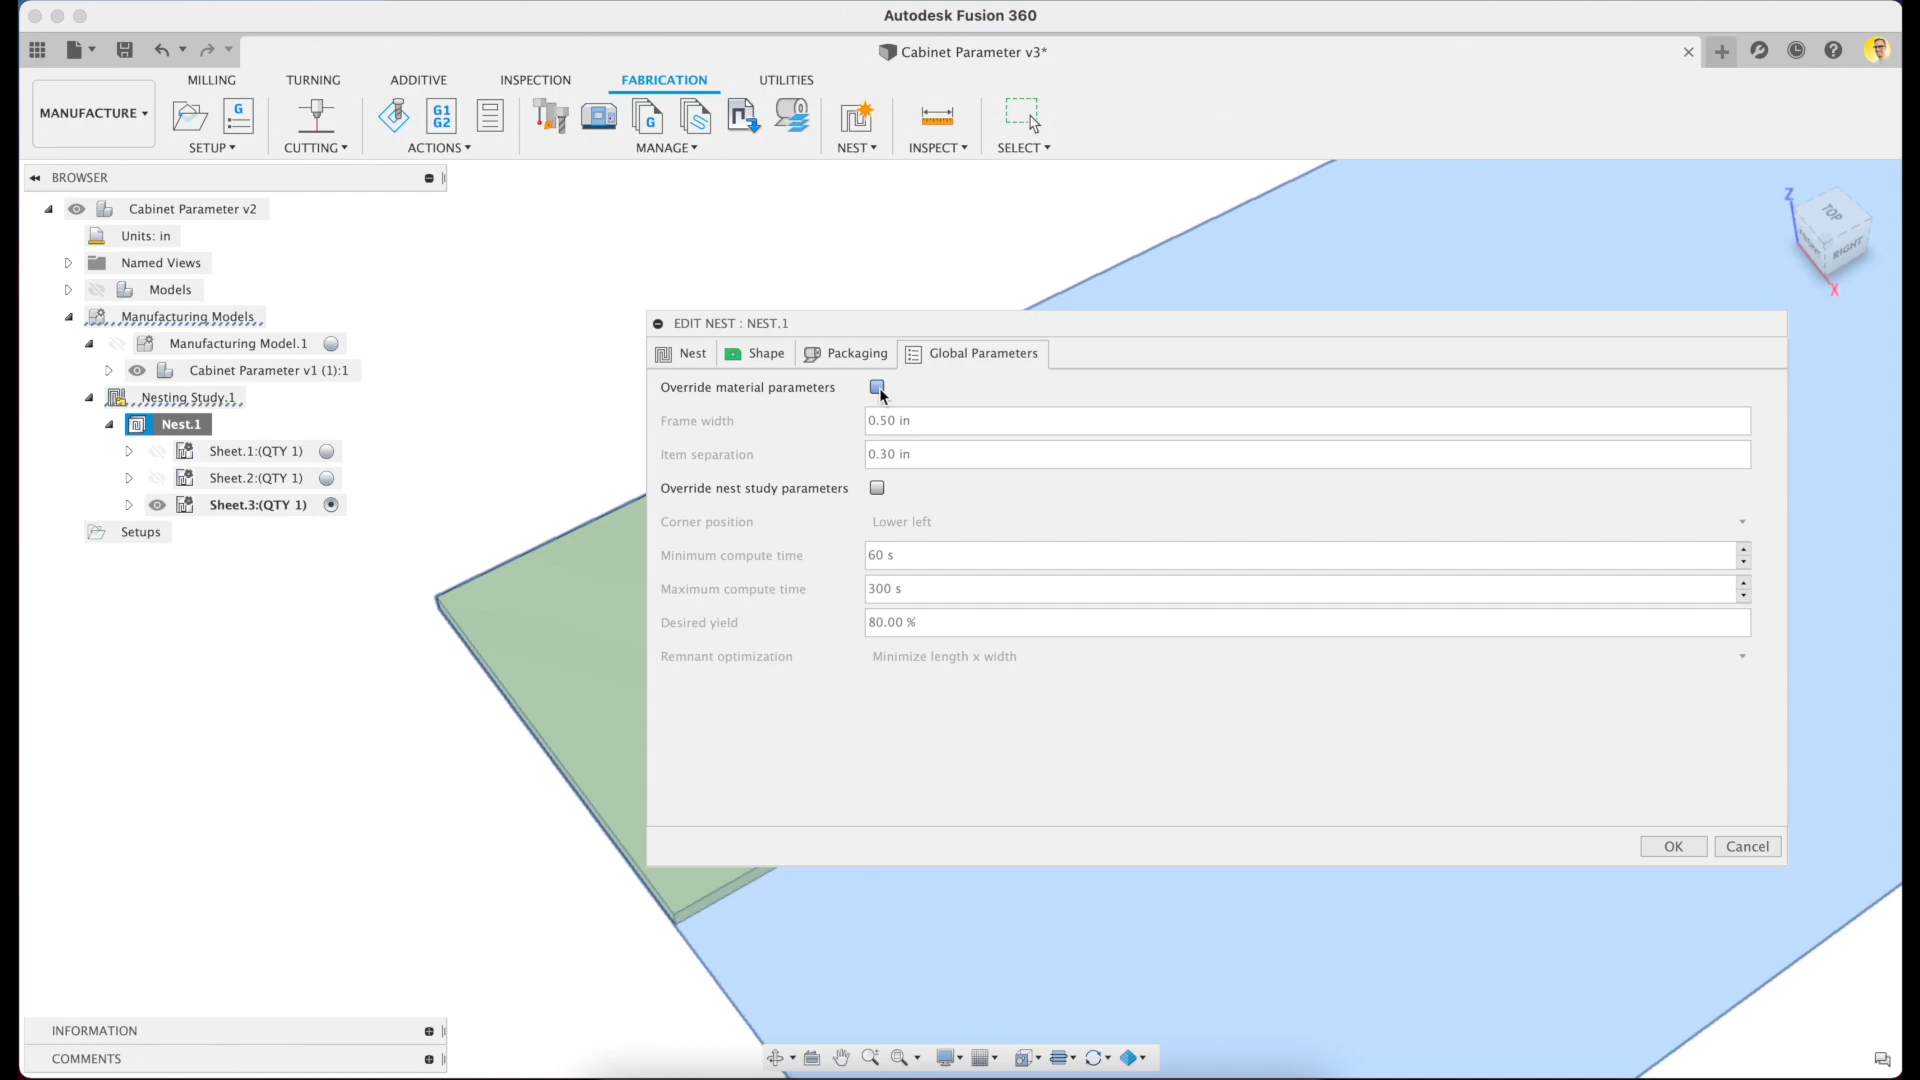 Autodesk Fusion 360
Cabinet Parameter v3*
MILLING TURNING ADDITIVE INSPECTION FABRICATION UTILITIES
MANUFACTURE
G
G1
G2
G
SETUP CUTTING ACTIONS MANAGE NEST INSPECT SELECT
BROWSER
Cabinet Parameter v2
Units: in
Named Views
Models
Manufacturing Models
Manufacturing Model.1
Cabinet Parameter v1 (1):1
Nesting Study.1
Nest.1
Sheet.1:(QTY 1)
Sheet.2:(QTY 1)
Sheet.3:(QTY 1)
Setups
Z
TOP
RIGHT
X
EDIT NEST : NEST.1
Nest Shape Packaging Global Parameters
Override material parameters
Frame width 0.50 in
Item separation 0.30 in
Override nest study parameters
Corner position Lower left
Minimum compute time 60 s
Maximum compute time 300 s
Desired yield 80.00 %
Remnant optimization Minimize length x width
OK Cancel
INFORMATION
COMMENTS